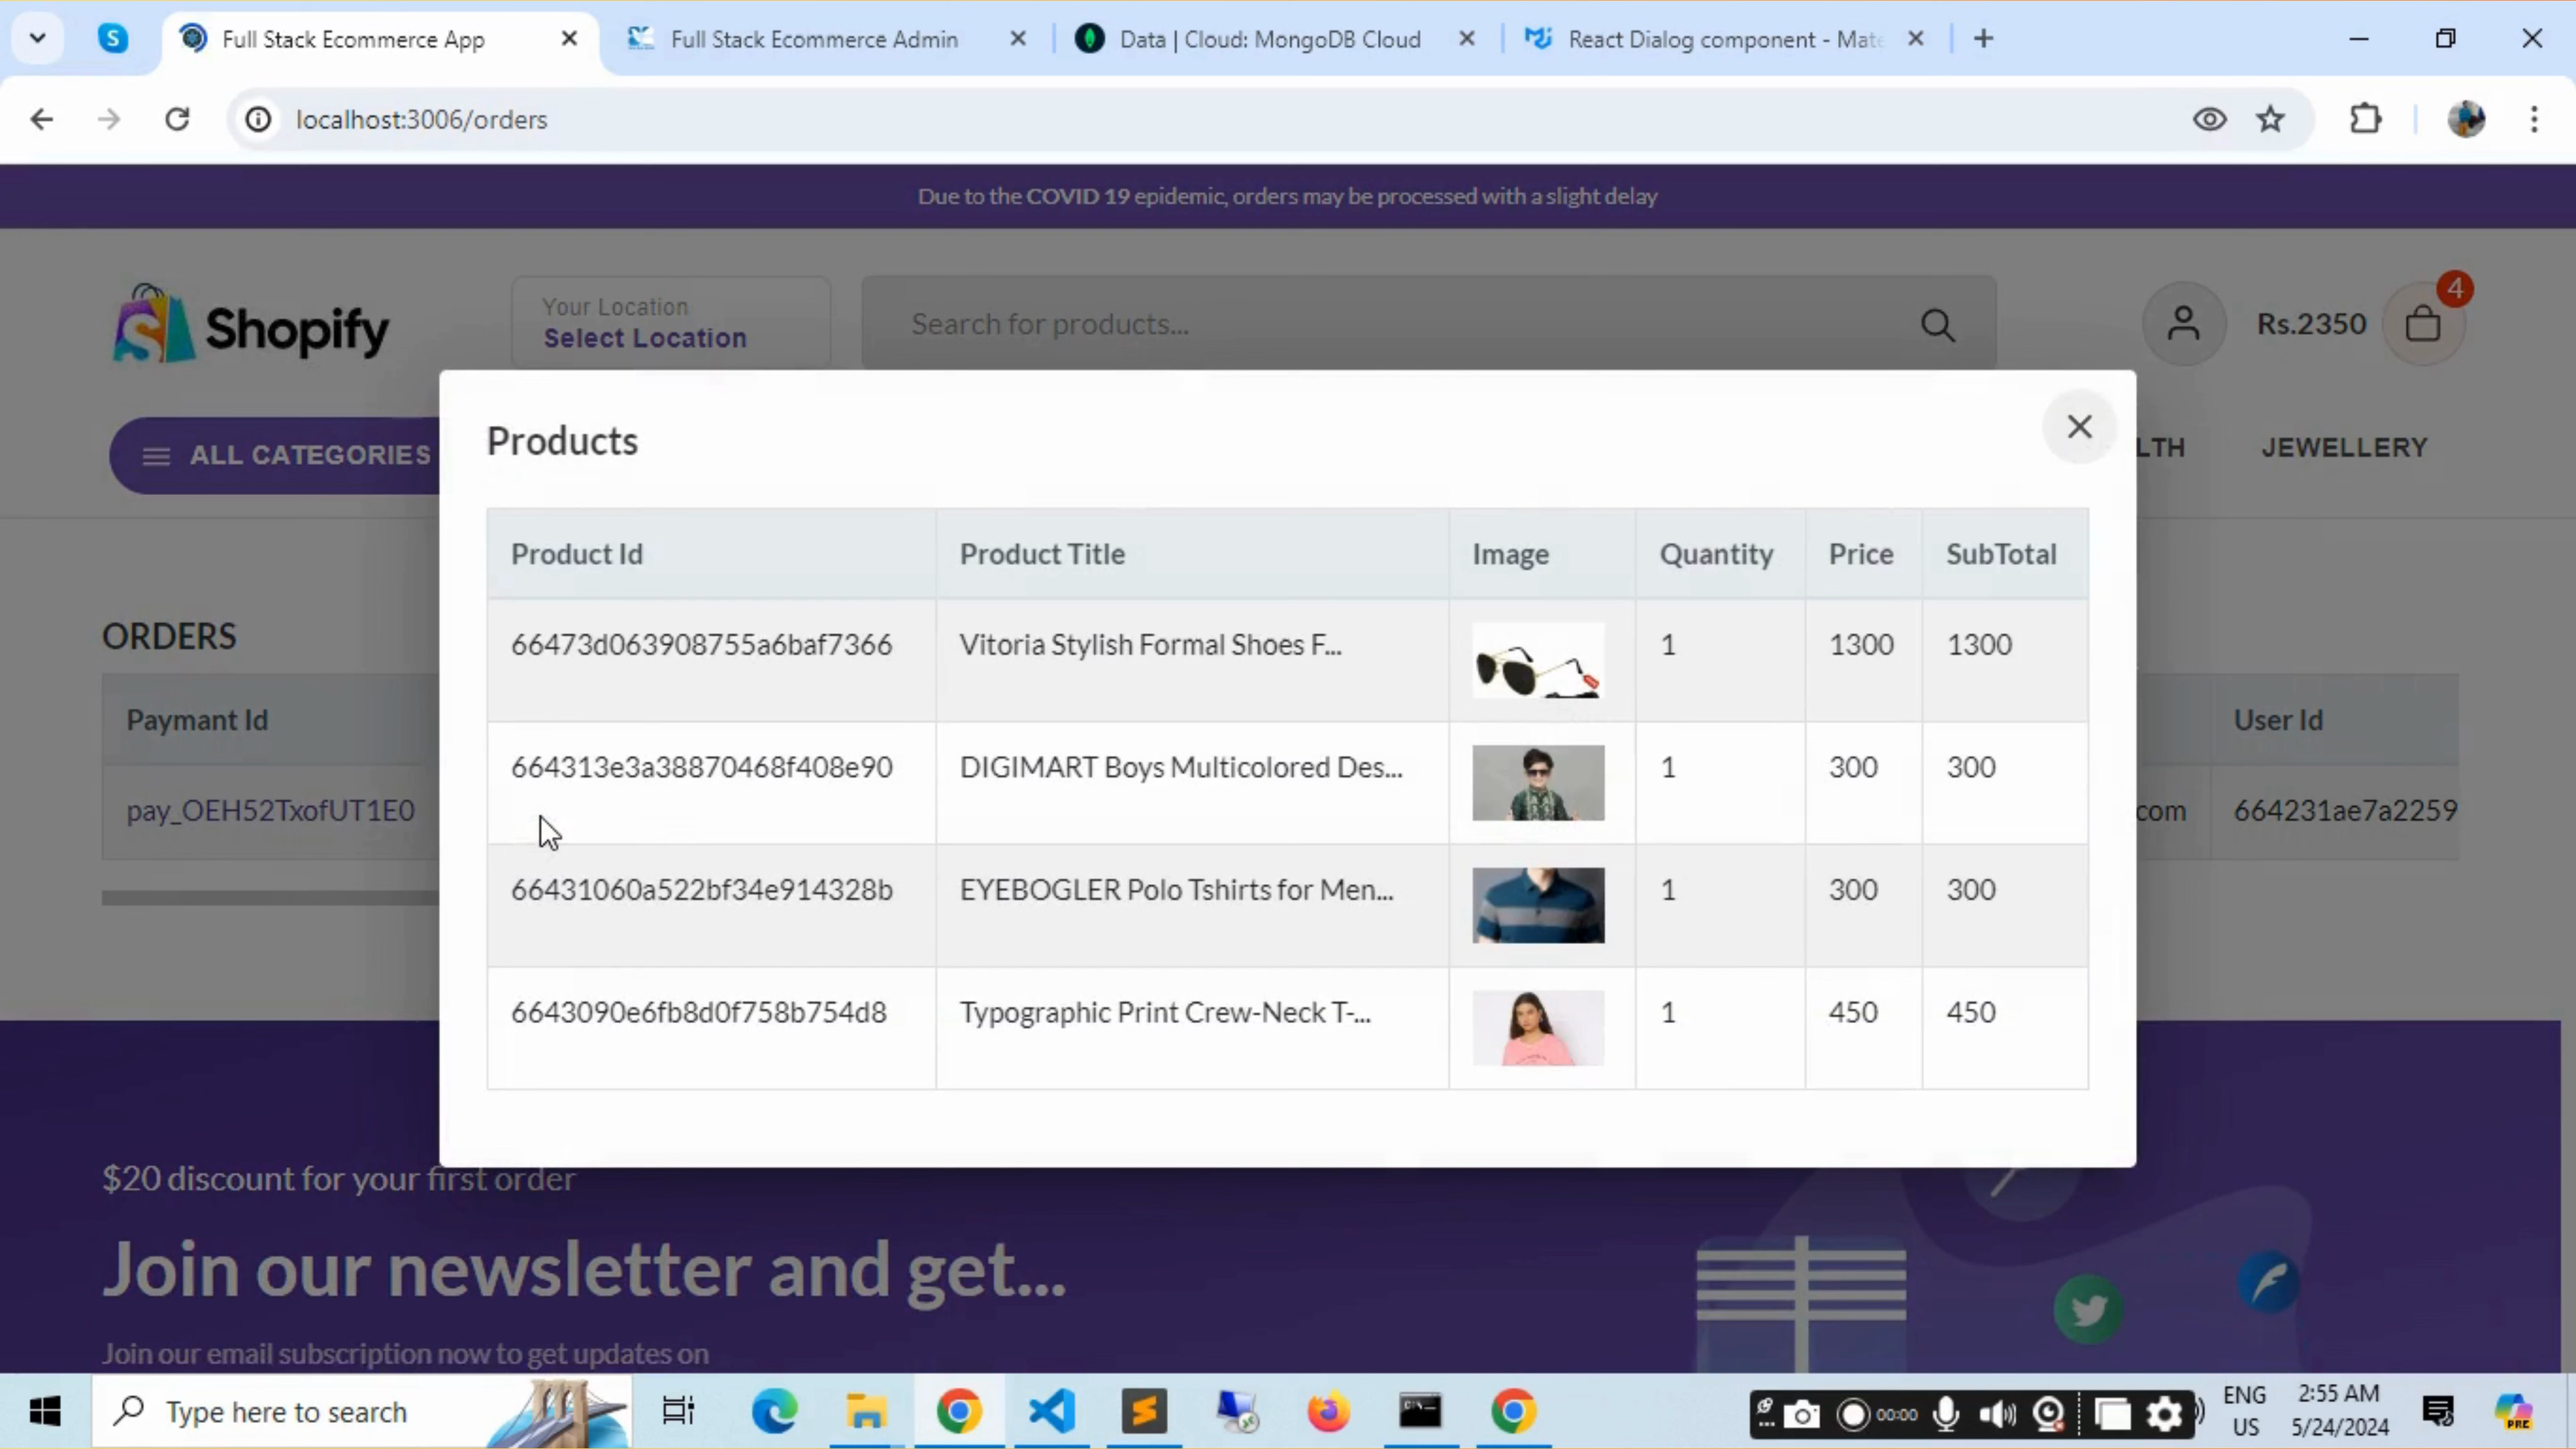 Full Stack Ecommerce App
Full Stack Ecommerce Admin
Data | Cloud: MongoDB Cloud
React Dialog component - Mate
localhost:3006/orders
Due to the COVID 19 epidemic, orders may be processed with a slight delay
Shopify
Your Location
Select Location
Search for products...
Rs.2350
4
ALL CATEGORIES
LTH
JEWELLERY
Products
Product Id Product Title Image Quantity Price SubTotal
66473d063908755a6baf7366 Vitoria Stylish Formal Shoes F... 1 1300 1300
664313e3a38870468f408e90 DIGIMART Boys Multicolored Des... 1 300 300
66431060a522bf34e914328b EYEBOGLER Polo Tshirts for Men... 1 300 300
6643090e6fb8d0f758b754d8 Typographic Print Crew-Neck T-... 1 450 450
ORDERS
Paymant Id User Id
pay_OEH52TxofUT1E0 com 664231ae7a2259
$20 discount for your first order
Join our newsletter and get...
Join our email subscription now to get updates on
Type here to search
00:00
ENG
US
2:55 AM
5/24/2024
PRE